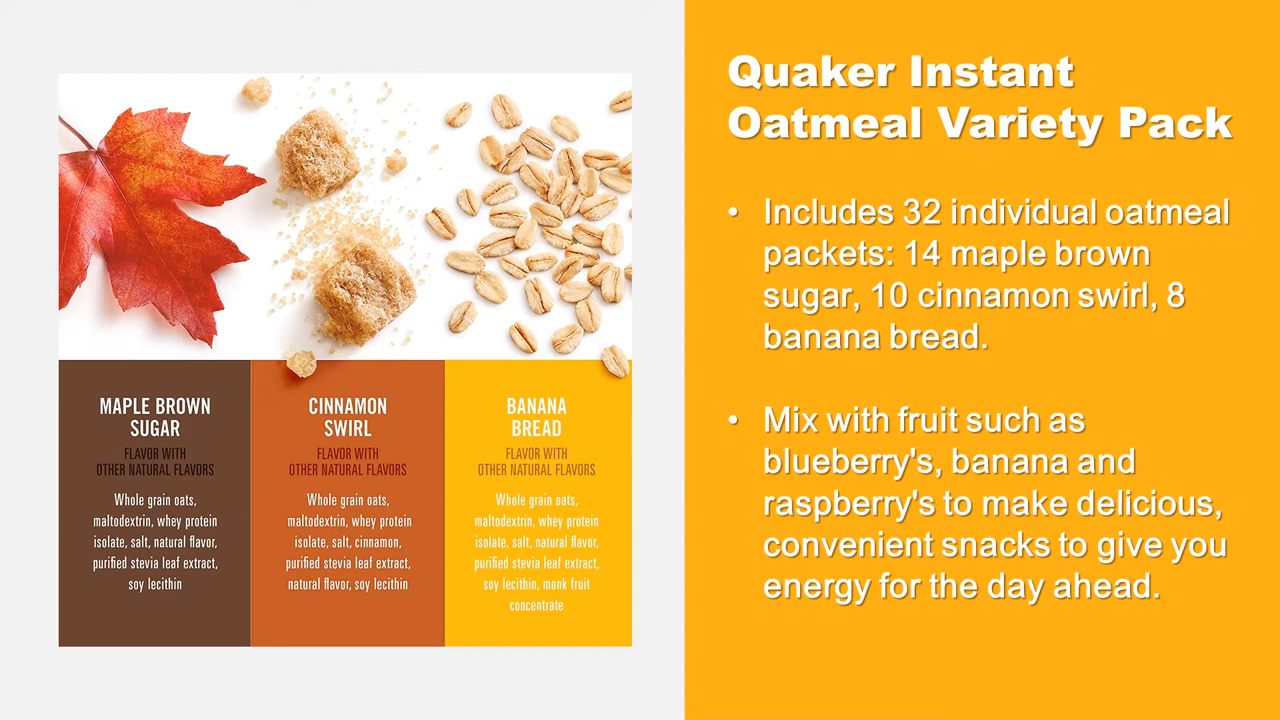 Quaker Instant
Oatmeal Variety Pack
• Includes 32 individual oatmeal
packets: 14 maple brown
sugar, 10 cinnamon swirl, 8
banana bread.
• Mix with fruit such as
blueberry's, banana and
raspberry's to make delicious,
convenient snacks to give you
energy for the day ahead.
MAPLE BROWN
SUGAR
FLAVOR WITH
OTHER NATURAL FLAVORS
Whole grain oats,
maltodextrin, whey protein
isolate, salt, natural flavor,
purified stevia leaf extract,
soy lecithin
CINNAMON
SWIRL
FLAVOR WITH
OTHER NATURAL FLAVORS
Whole grain oats,
maltodextrin, whey protein
isolate, salt, cinnamon,
purified stevia leaf extract,
natural flavor, soy lecithin
BANANA
BREAD
FLAVOR WITH
OTHER NATURAL FLAVORS
Whole grain oats,
maltodextrin, whey protein
isolate, salt, natural flavor,
purified stevia leaf extract,
soy lecithin, monk fruit
concentrate